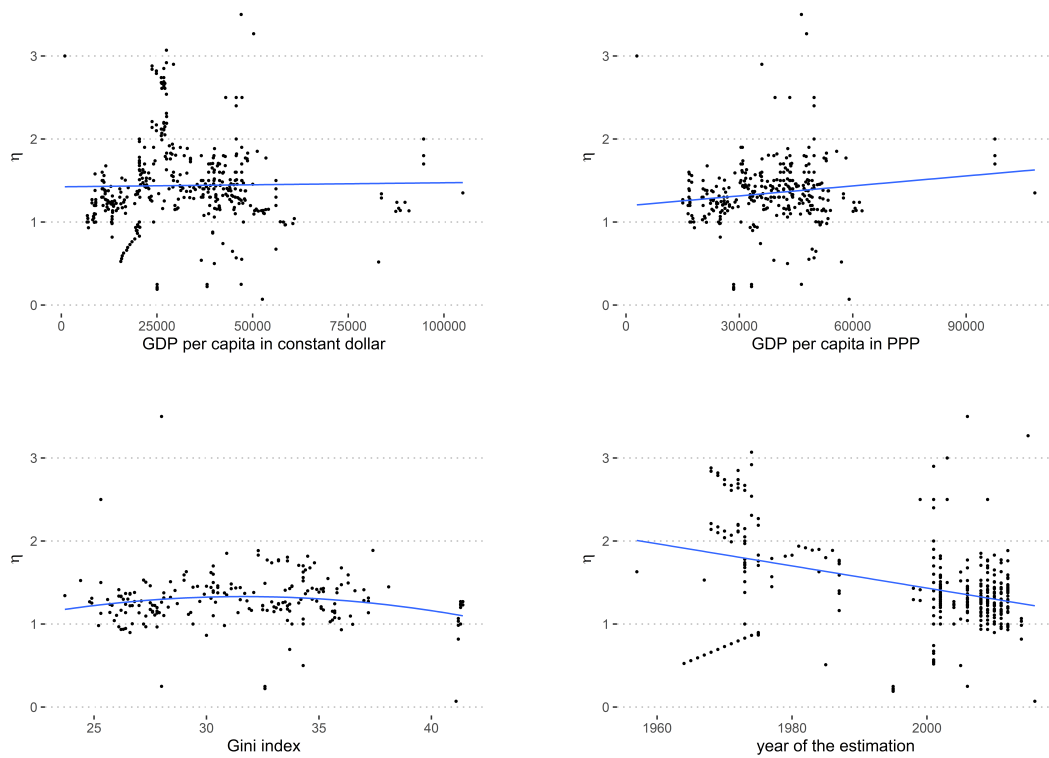 3
2
1
0
η
0 25000 50000 75000 100000
GDP per capita in constant dollar
3
2
1
0
η
0 30000 60000 90000
GDP per capita in PPP
3
2
1
0
η
25 30 35 40
Gini index
3
2
1
0
η
1960 1980 2000
year of the estimation